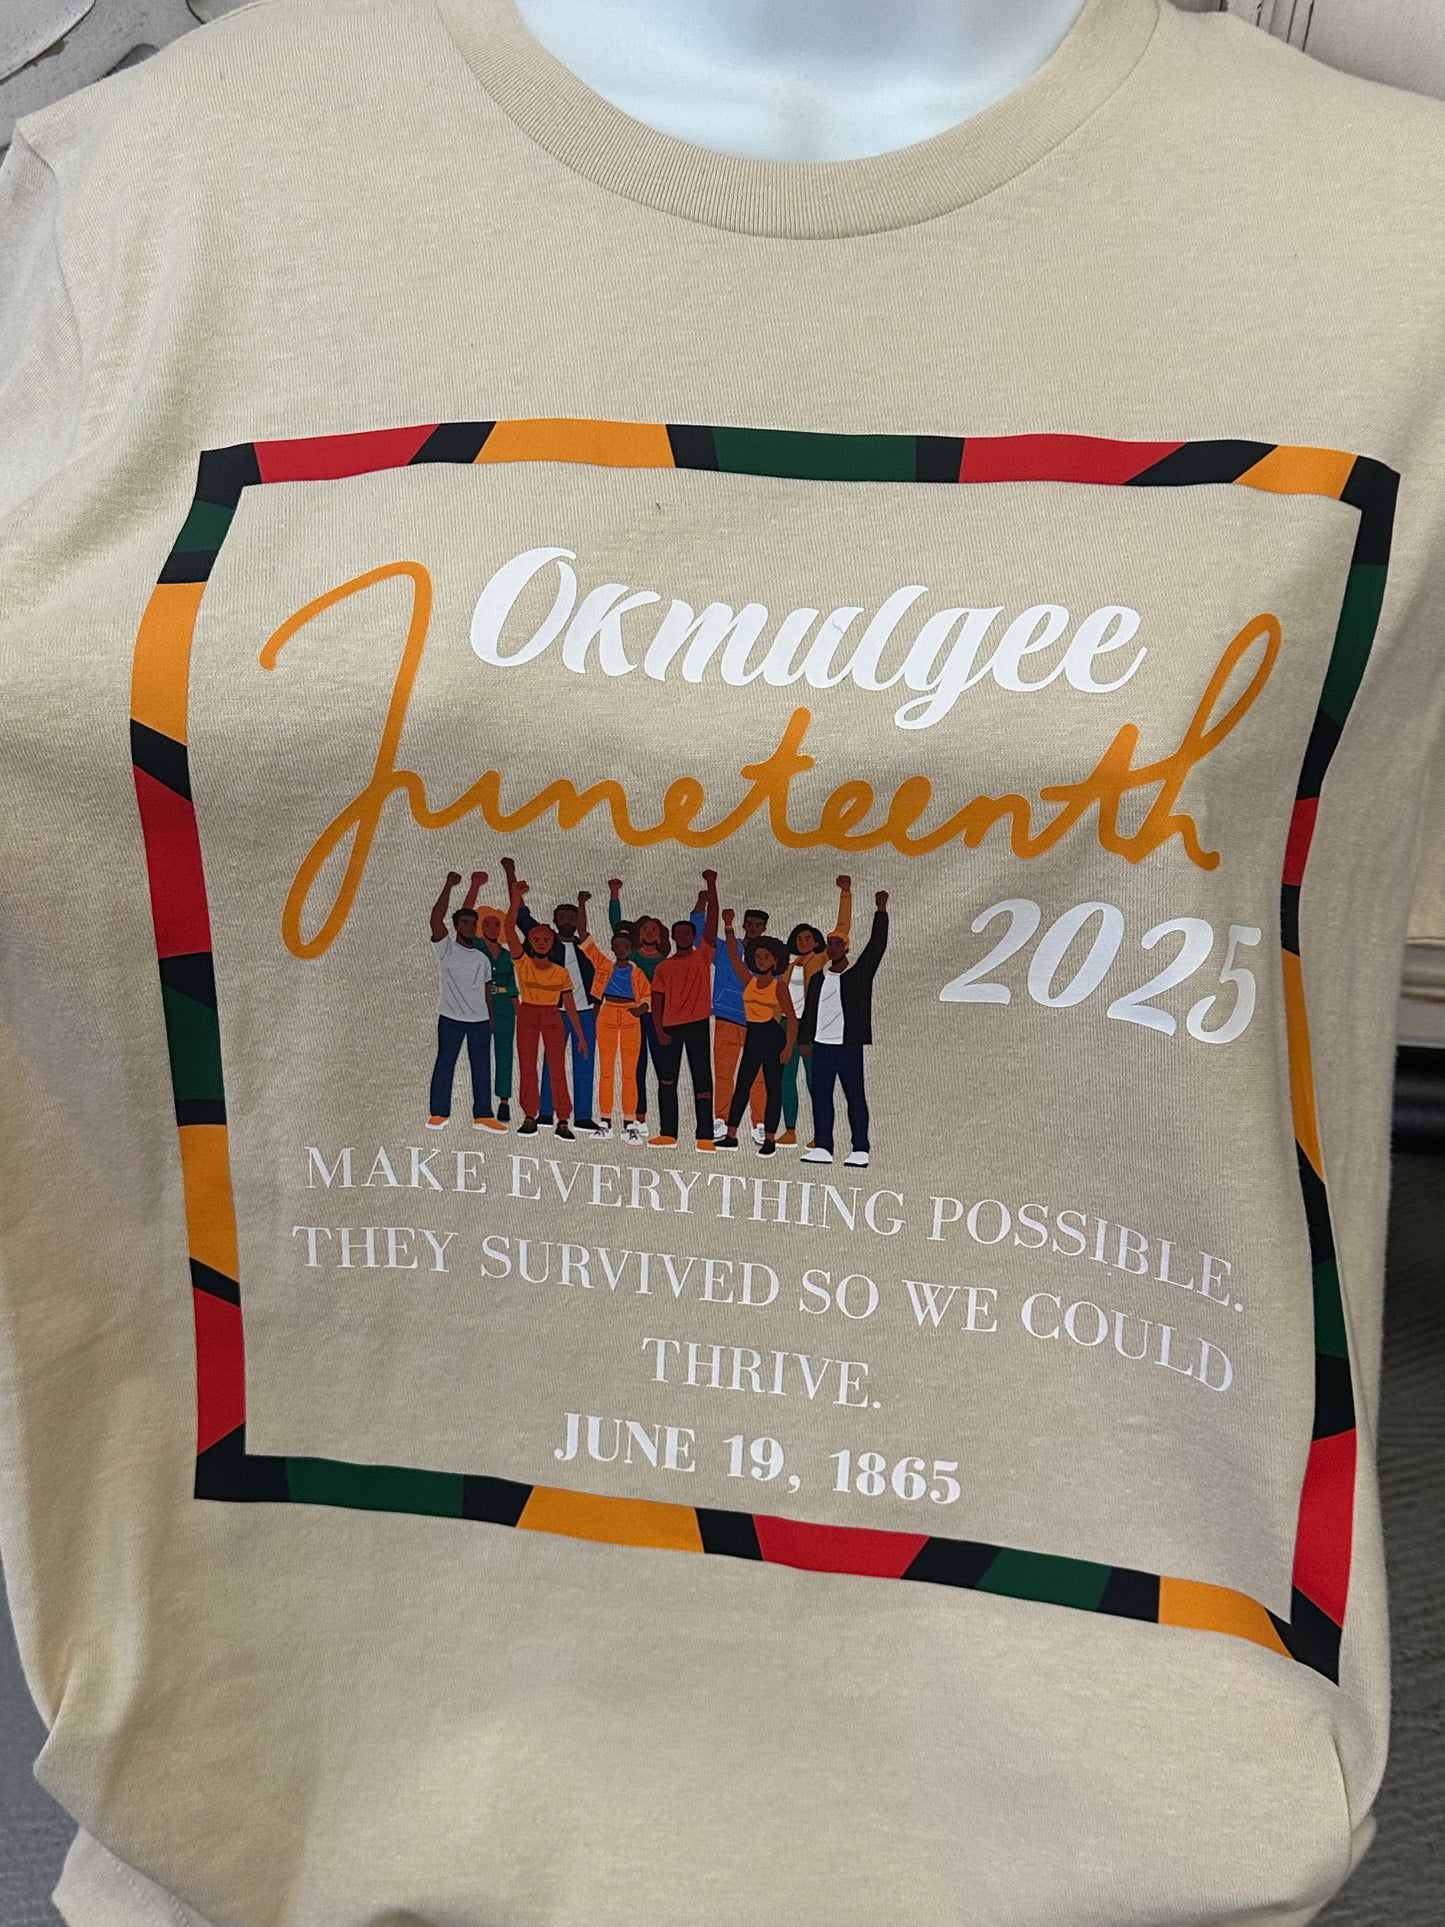 Okmulgee
Juneteenth
2025
MAKE EVERYTHING POSSIBLE.
THEY SURVIVED SO WE COULD
THRIVE.
JUNE 19, 1865